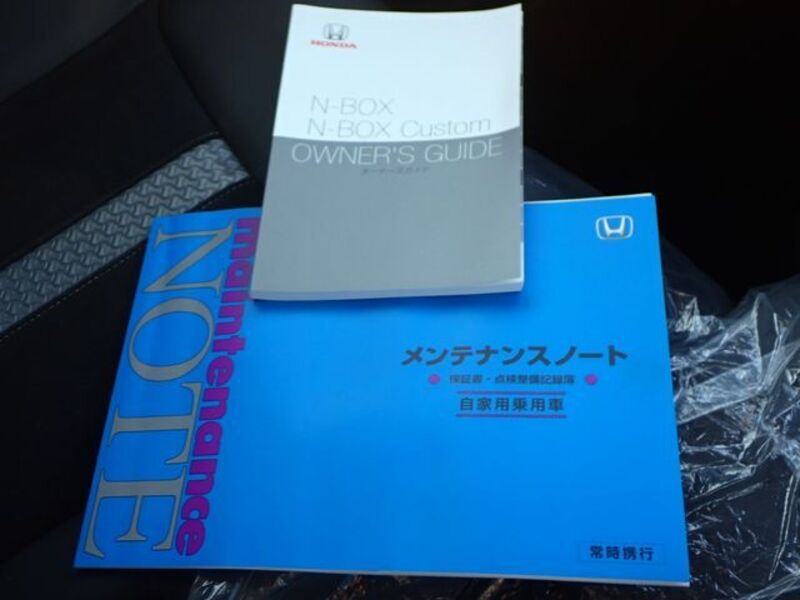 HONDA
N-BOX
N-BOX Custom
OWNER'S GUIDE
オーナーズガイド
maintenance
NOTE
メンテナンスノート
保証書・点検整備記録簿
自家用乗用車
常時携行